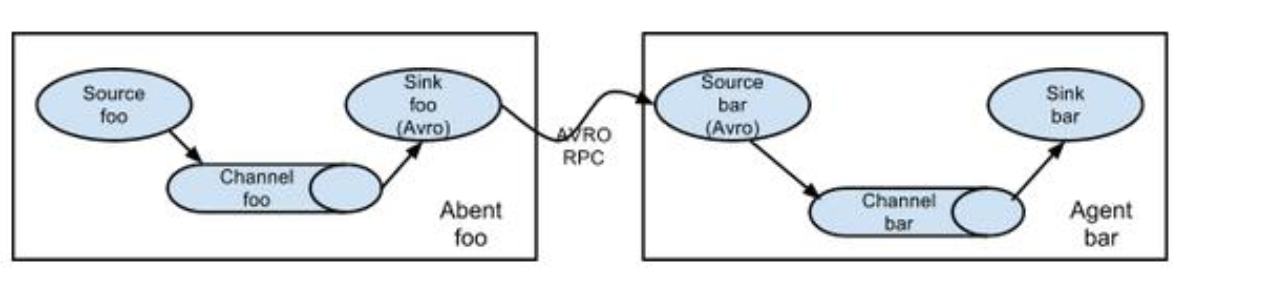 Source
foo
Channel
foo
Sink
foo
(Avro)
Abent
foo
AVRO
RPC
Source
bar
(Avro)
Channel
bar
Sink
bar
Agent
bar